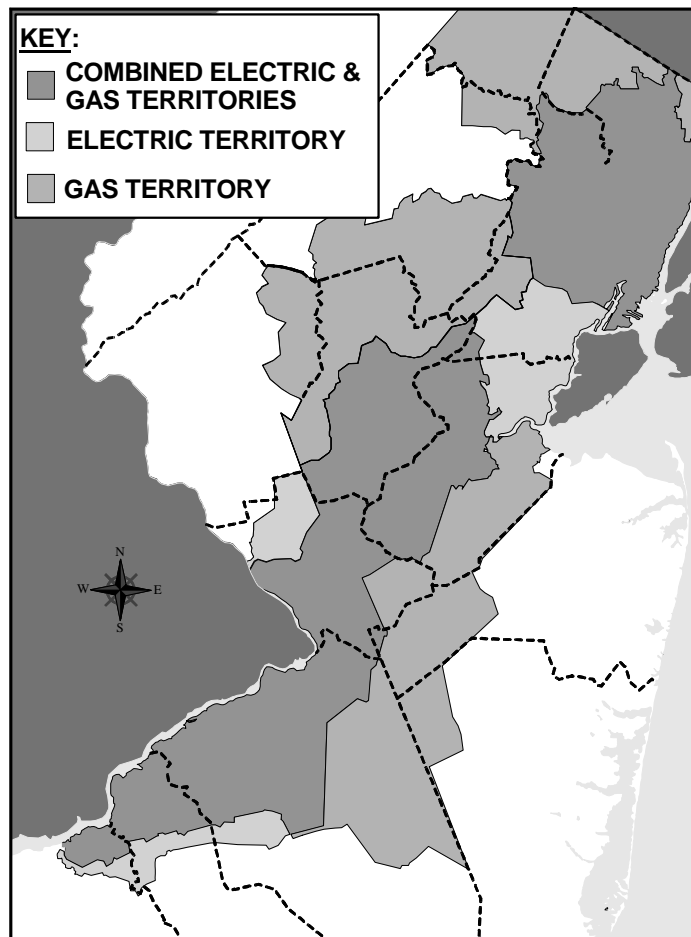 KEY:
COMBINED ELECTRIC &
GAS TERRITORIES
ELECTRIC TERRITORY
GAS TERRITORY
N
W E
S